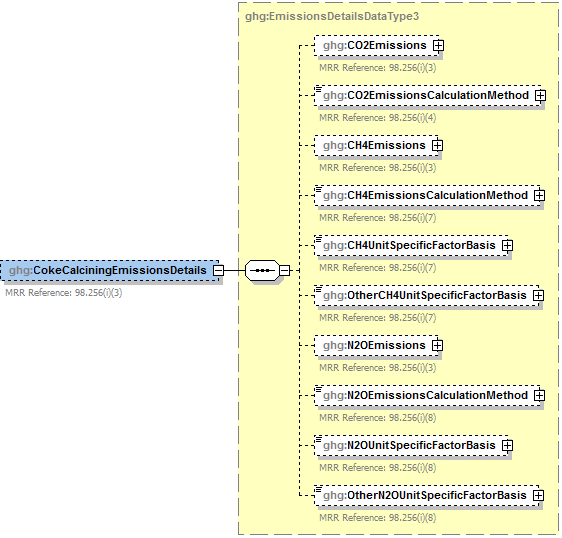 ghg:EmissionsDetailsDataType3
ghg:CO2Emissions
MRR Reference: 98.256(i)(3)
ghg:CO2EmissionsCalculationMethod
MRR Reference: 98.256(i)(4)
ghg:CH4Emissions
MRR Reference: 98.256(i)(3)
ghg:CH4EmissionsCalculationMethod
MRR Reference: 98.256(i)(7)
ghg:CH4UnitSpecificFactorBasis
MRR Reference: 98.256(i)(7)
ghg:CokeCalciningEmissionsDetails
MRR Reference: 98.256(i)(3)
ghg:OtherCH4UnitSpecificFactorBasis
MRR Reference: 98.256(i)(7)
ghg:N2OEmissions
MRR Reference: 98.256(i)(3)
ghg:N2OEmissionsCalculationMethod
MRR Reference: 98.256(i)(8)
ghg:N2OUnitSpecificFactorBasis
MRR Reference: 98.256(i)(8)
ghg:OtherN2OUnitSpecificFactorBasis
MRR Reference: 98.256(i)(8)